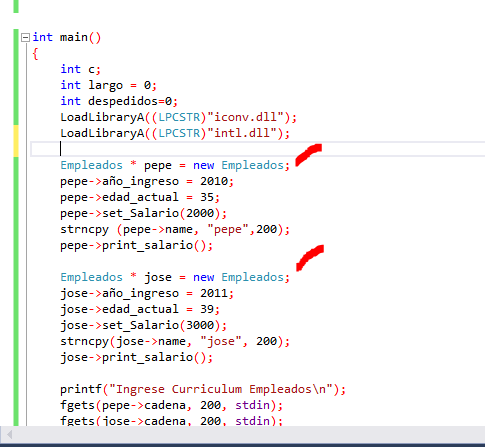 int main()
{
int c;
int largo = 0;
int despedidos=0;
LoadLibraryA((LPCSTR)"iconv.dll");
LoadLibraryA((LPCSTR)"intl.dll");
Empleados * pepe = new Empleados;
pepe->año_ingreso = 2010;
pepe->edad_actual = 35;
pepe->set_Salario(2000);
strncpy (pepe->name, "pepe",200);
pepe->print_salario();
Empleados * jose = new Empleados;
jose->año_ingreso = 2011;
jose->edad_actual = 39;
jose->set_Salario(3000);
strncpy(jose->name, "jose", 200);
jose->print_salario();
printf("Ingrese Curriculum Empleados\n");
fgets(pepe->cadena, 200, stdin);
fgets(jose->cadena, 200, stdin);